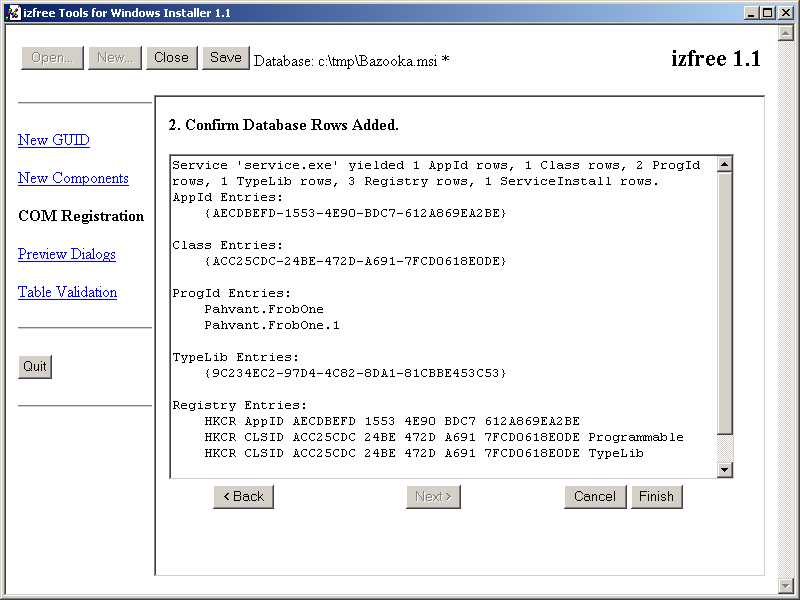 izfree Tools for Windows Installer 1.1
Open... New... Close Save Database: c:\tmp\Bazooka.msi * izfree 1.1
New GUID
New Components
COM Registration
Preview Dialogs
Table Validation
Quit
2. Confirm Database Rows Added.
Service 'service.exe' yielded 1 AppId rows, 1 Class rows, 2 ProgId
rows, 1 TypeLib rows, 3 Registry rows, 1 ServiceInstall rows.
AppId Entries:
{AECDBEFD-1553-4E90-BDC7-612A869EA2BE}
Class Entries:
{ACC25CDC-24BE-472D-A691-7FCD0618E0DE}
ProgId Entries:
Pahvant.FrobOne
Pahvant.FrobOne.1
TypeLib Entries:
{9C234EC2-97D4-4C82-8DA1-81CBBE453C53}
Registry Entries:
HKCR AppID AECDBEFD 1553 4E90 BDC7 612A869EA2BE
HKCR CLSID ACC25CDC 24BE 472D A691 7FCD0618E0DE Programmable
HKCR CLSID ACC25CDC 24BE 472D A691 7FCD0618E0DE TypeLib
< Back Next > Cancel Finish